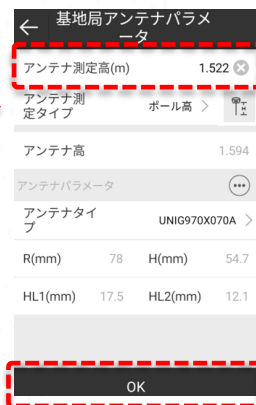 基地局アンテナパラメ
ータ
アンテナ測定高(m) 1.522
アンテナ測
定タイプ ポール高
アンテナ高 1.594
アンテナパラメータ
アンテナタイ
プ UNIG970X070A
R(mm) 78 H(mm) 54.7
HL1(mm) 17.5 HL2(mm) 12.1
OK